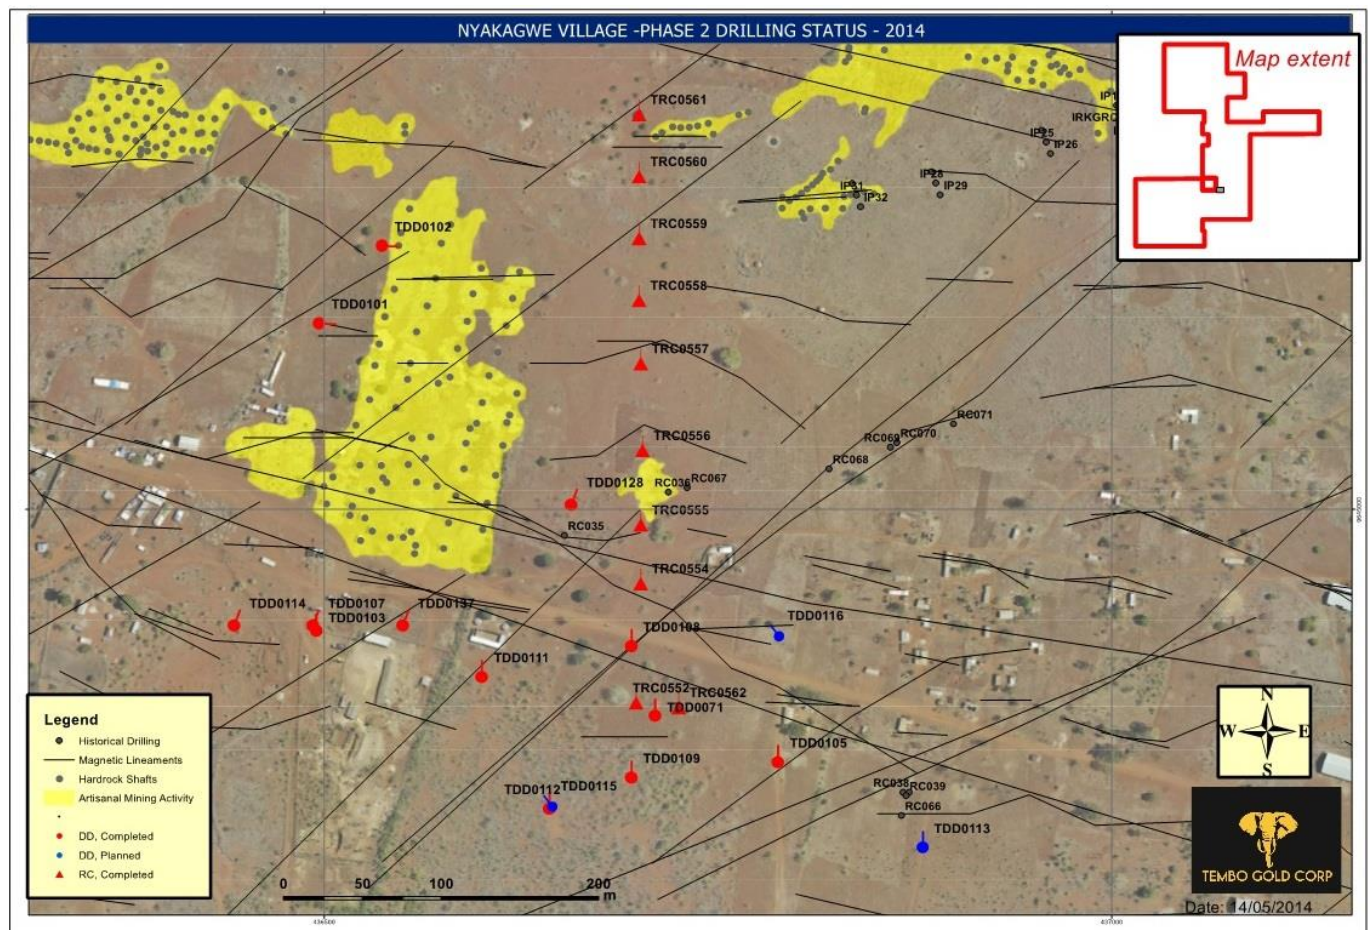 NYAKAGWE VILLAGE -PHASE 2 DRILLING STATUS - 2014
Map extent
TRC0561
IP25
IP26
TRC0560
IP28
IP29
IP31
IP32
TDD0102
TRC0559
TDD0101
TRC0558
TRC0557
RC071
TRC0556
RC069
RC070
RC068
TDD0128
RC036
RC067
RC035
TRC0555
TRC0554
TDD0114
TDD0107
TDD0103
TDD0137
TDD0108
TDD0116
TDD0111
TRC0552
TRC0562
TDD0071
TDD0109
TDD0105
TDD0112
TDD0115
RC038
RC039
RC066
TDD0113
Legend
Historical Drilling
Magnetic Lineaments
Hardrock Shafts
Artisanal Mining Activity
DD, Completed
DD, Planned
RC, Completed
0 50 100 200
m
N
W E
S
TEMBO GOLD CORP
Date: 14/05/2014
436500
437000